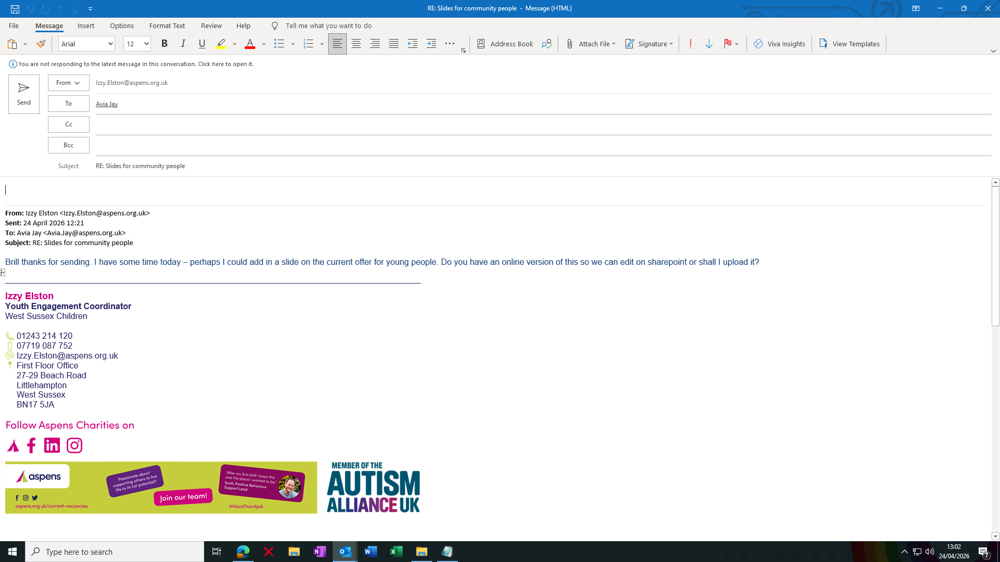 RE: Slides for community people  -  Message (HTML)
File Message Insert Options Format Text Review Help Tell me what you want to do
Arial 12 B I U A Address Book Attach File Signature Viva Insights View Templates
You are not responding to the latest message in this conversation. Click here to open it.
Send
From Izzy.Elston@aspens.org.uk
To Avia Jay
Cc
Bcc
Subject RE: Slides for community people
From: Izzy Elston <Izzy.Elston@aspens.org.uk>
Sent: 24 April 2026 12:21
To: Avia Jay <Avia.Jay@aspens.org.uk>
Subject: RE: Slides for community people
Brill thanks for sending. I have some time today – perhaps I could add in a slide on the current offer for young people. Do you have an online version of this so we can edit on sharepoint or shall I upload it?
Izzy Elston
Youth Engagement Coordinator
West Sussex Children
01243 214 120
07719 087 752
Izzy.Elston@aspens.org.uk
First Floor Office
27-29 Beach Road
Littlehampton
West Sussex
BN17 5JA
Follow Aspens Charities on
aspens
aspens.org.uk/current-vacancies
Passionate about
supporting others to live
life to its full potential?
Join our team!
"After my first shift I knew this
was the place I wanted to be."
Scott, Positive Behaviour
Support Lead
#MoreThanAJob
MEMBER OF THE
AUTISM
ALLIANCE UK
Type here to search
13:02
24/04/2026
7